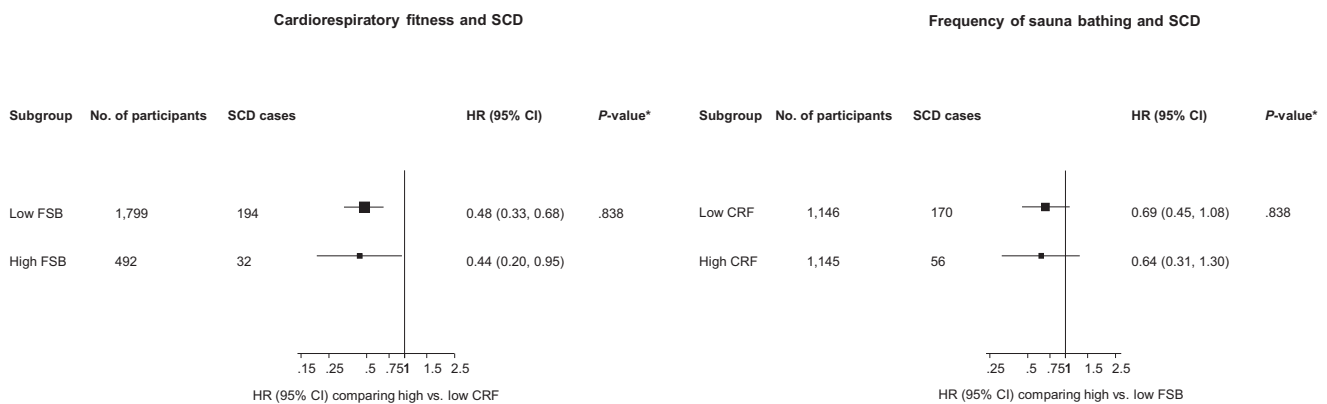 Cardiorespiratory fitness and SCD
Subgroup No. of participants SCD cases HR (95% CI) P-value*
Low FSB 1,799 194 0.48 (0.33, 0.68) .838
High FSB 492 32 0.44 (0.20, 0.95)
.15 .25 .5 .75 1 1.5 2.5
HR (95% CI) comparing high vs. low CRF
Frequency of sauna bathing and SCD
Subgroup No. of participants SCD cases HR (95% CI) P-value*
Low CRF 1,146 170 0.69 (0.45, 1.08) .838
High CRF 1,145 56 0.64 (0.31, 1.30)
.25 .5 .75 1 1.5 2.5
HR (95% CI) comparing high vs. low FSB